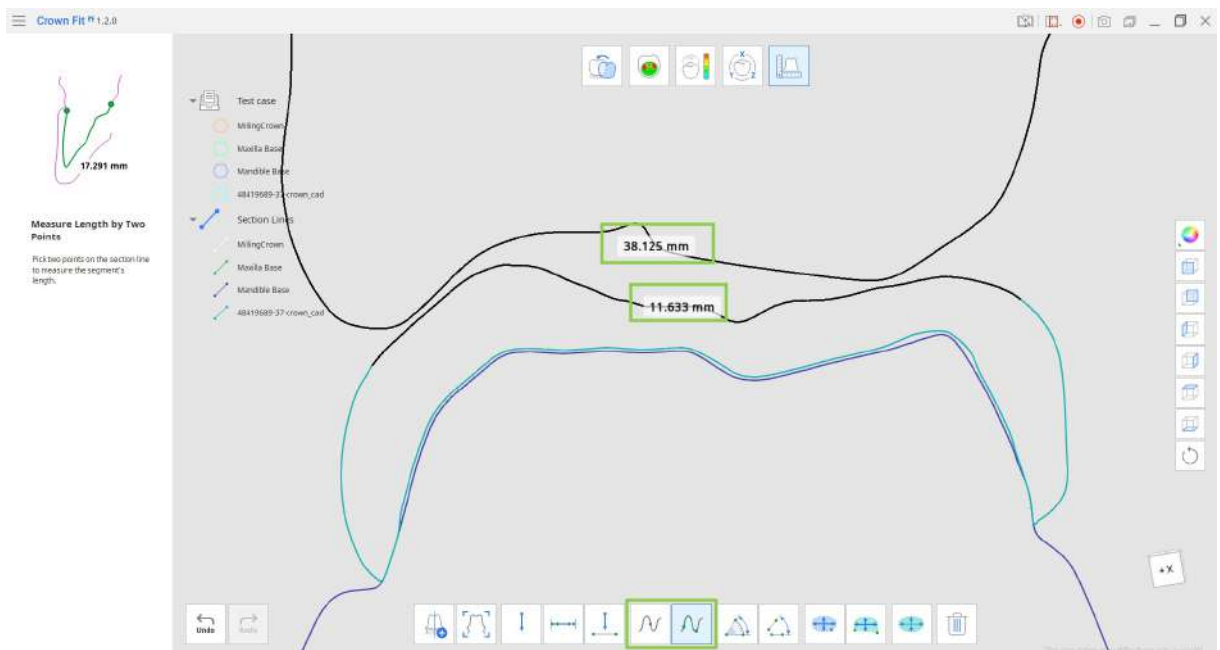 Crown Fit 1.2.0
17.291 mm
Measure Length by Two
Points
Pick two points on the section line
to measure the segment's
length.
Test case
MillingCrown
Maxilla Base
Mandible Base
48419689-37-crown_cad
Section Lines
MillingCrown
Maxilla Base
Mandible Base
48419689-37-crown_cad
38.125 mm
11.633 mm
X
Y
Z
+X
Undo
Redo